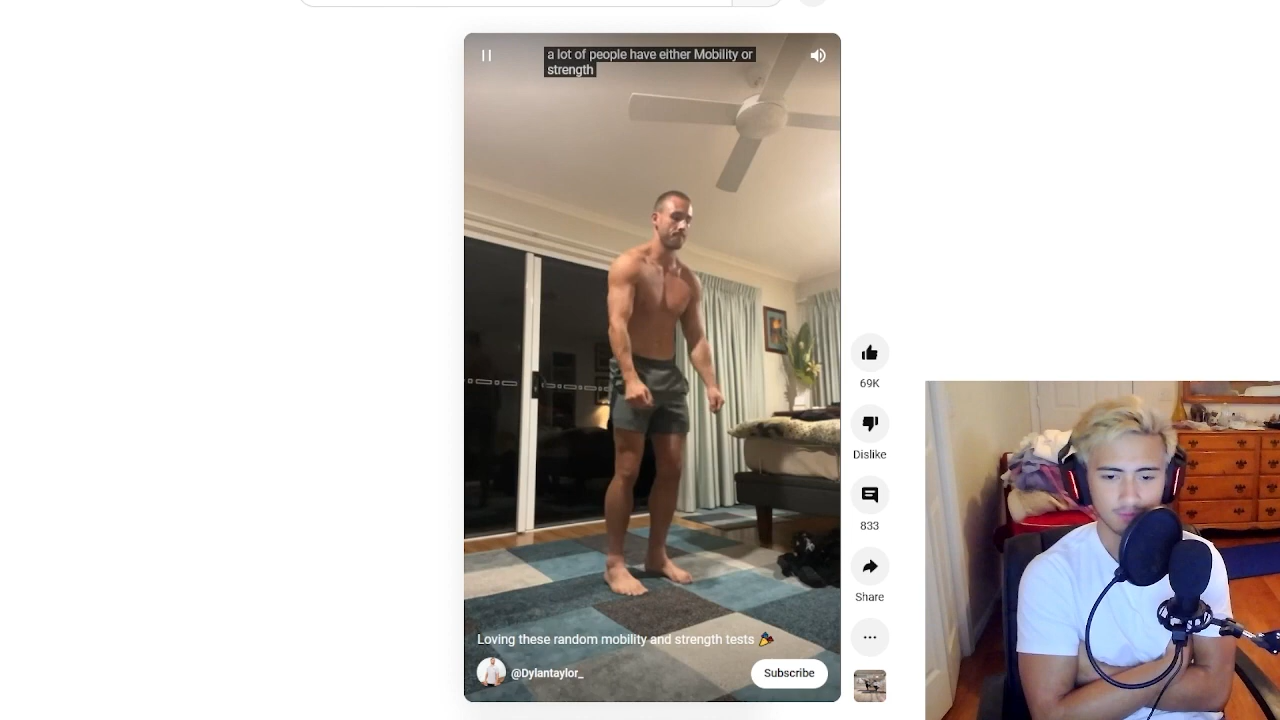 a lot of people have either Mobility or
strength
69K
Dislike
833
Share
Loving these random mobility and strength tests 🎉
@Dylantaylor_
Subscribe